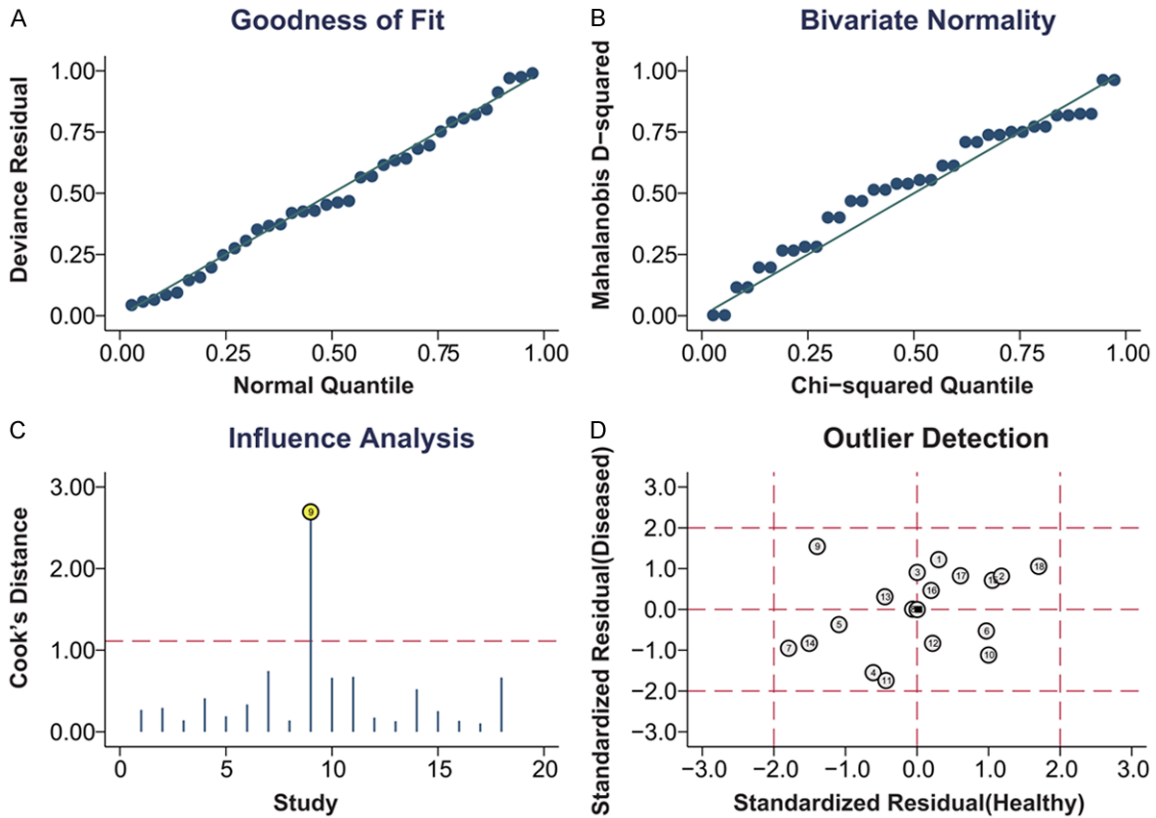 A
Goodness of Fit
Deviance Residual
1.00
0.75
0.50
0.25
0.00
0.00 0.25 0.50 0.75 1.00
Normal Quantile
B
Bivariate Normality
Mahalanobis D−squared
1.00
0.75
0.50
0.25
0.00
0.00 0.25 0.50 0.75 1.00
Chi−squared Quantile
C
Influence Analysis
Cook's Distance
3.00
2.00
1.00
0.00
9
0 5 10 15 20
Study
D
Outlier Detection
Standardized Residual(Diseased)
3.0
2.0
1.0
0.0
−1.0
−2.0
−3.0
9
1
3
17
2
18
16
13
5
6
7
14
12
10
4
11
−3.0 −2.0 −1.0 0.0 1.0 2.0 3.0
Standardized Residual(Healthy)